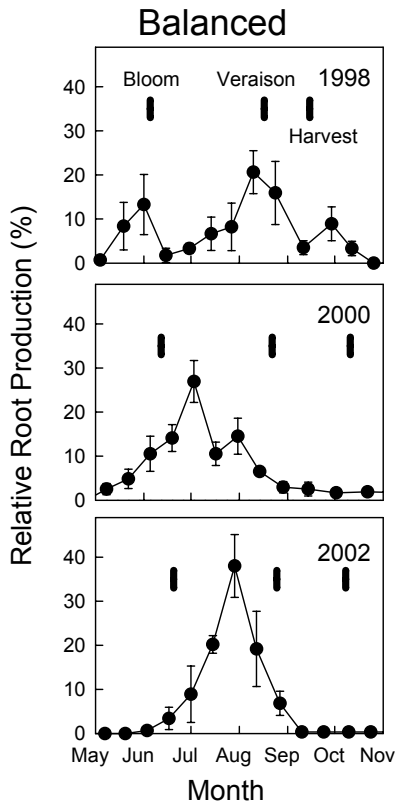 Balanced
Relative Root Production (%)
Bloom Veraison 1998
Harvest
40
30
20
10
0
2000
40
30
20
10
0
2002
40
30
20
10
0
May Jun Jul Aug Sep Oct Nov
Month